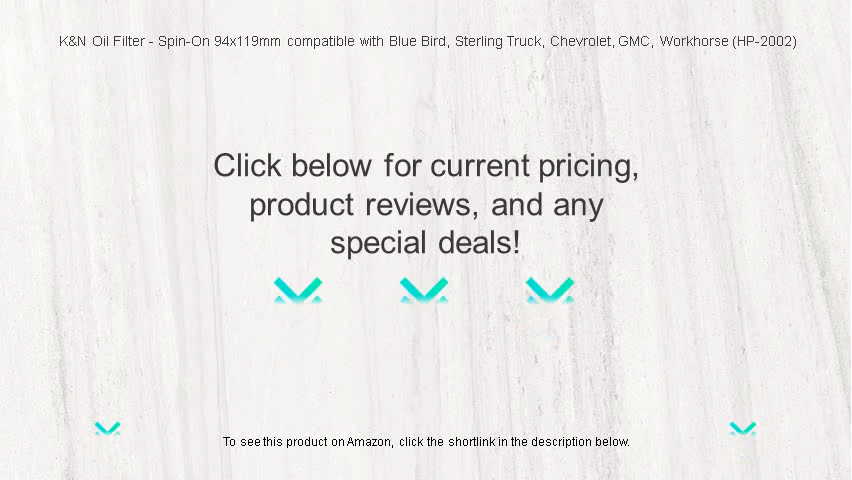 K&N Oil Filter - Spin-On 94x119mm compatible with Blue Bird, Sterling Truck, Chevrolet, GMC, Workhorse (HP-2002)
Click below for current pricing,
product reviews, and any
special deals!
To see this product on Amazon, click the shortlink in the description below.